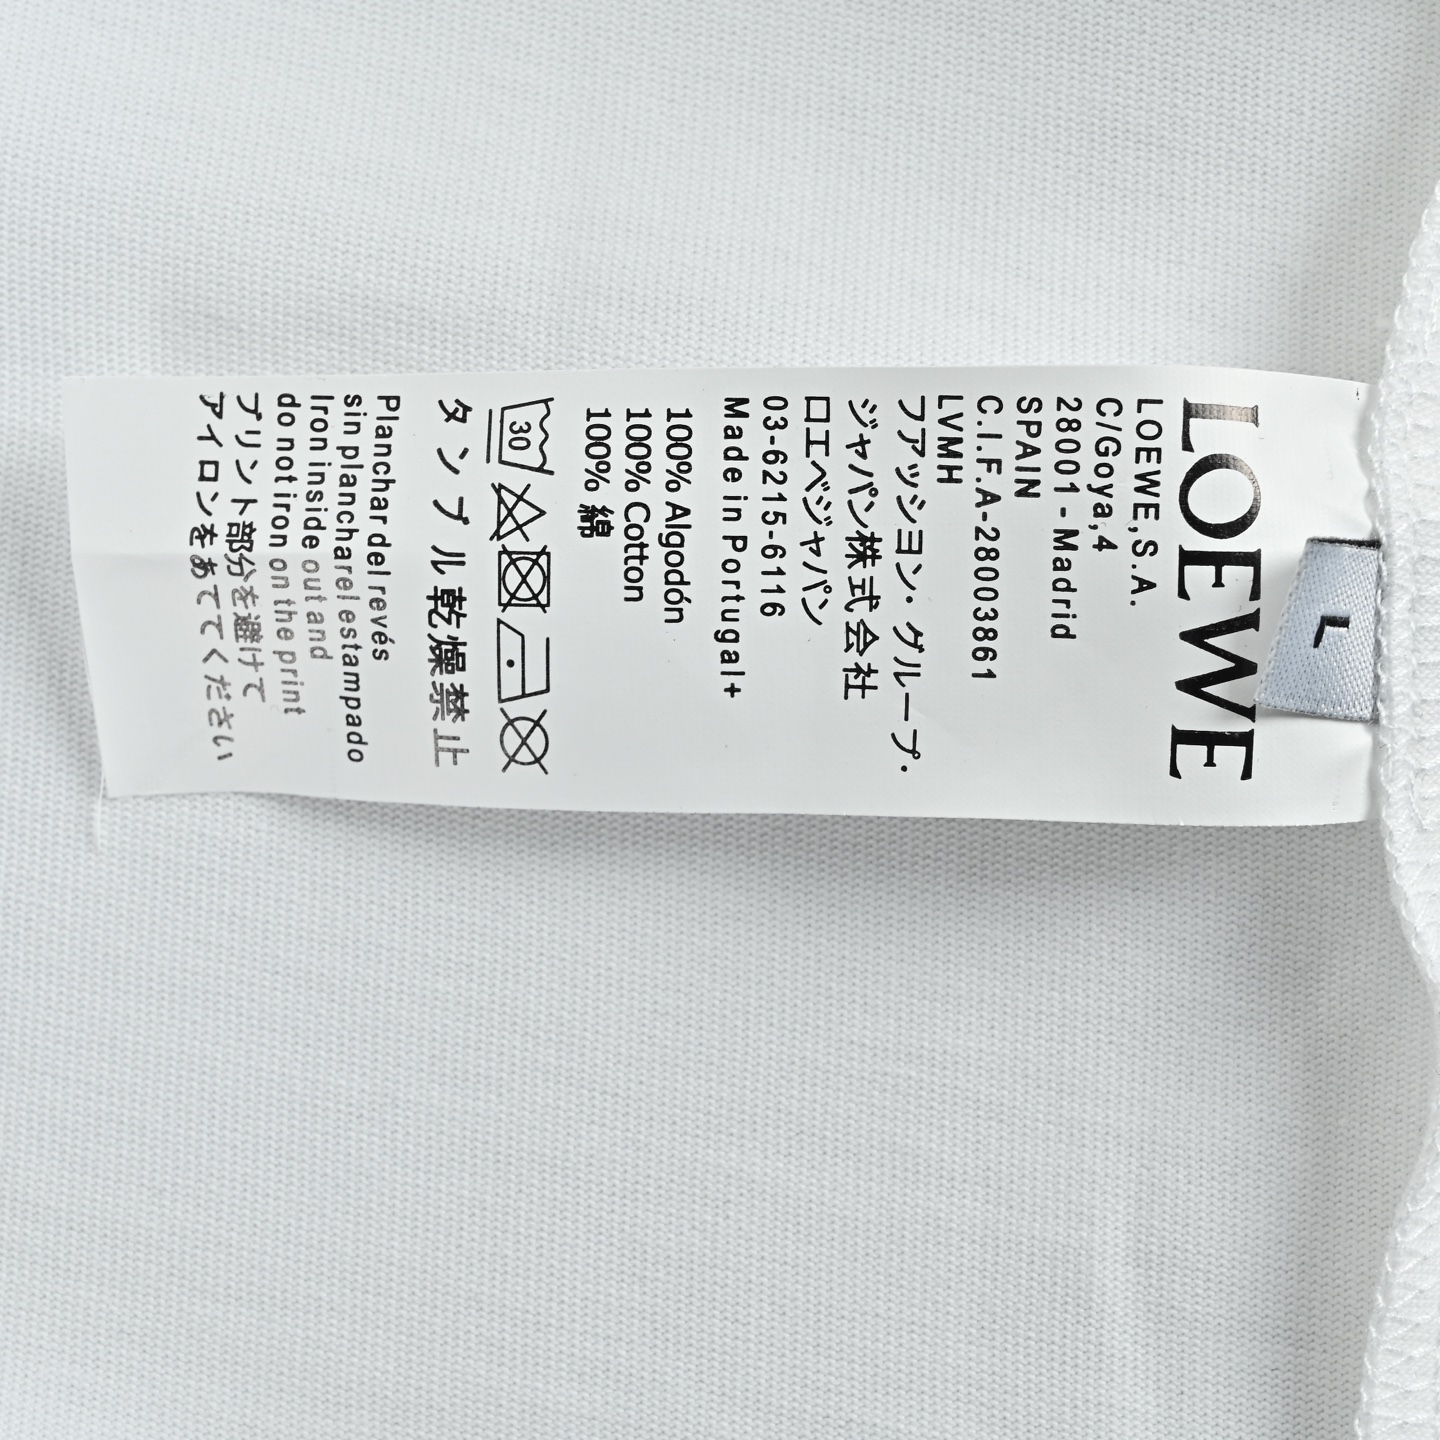 LOEWE
L
LOEWE,S.A.
C/Goya,4
28001-Madrid
SPAIN
C.I.F.A-28003861
LVMH
フアッシヨン・グループ・
ジャパン株式会社
ロエベジャパン
03-6215-6116
Made in Portugal+
100% Algodón
100% Cotton
100% 綿
30
タンブル乾燥禁止
Planchar del revés
sin plancharel estampado
Iron inside out and
do not iron on the print
プリント部分を避けて
アイロンをあててください